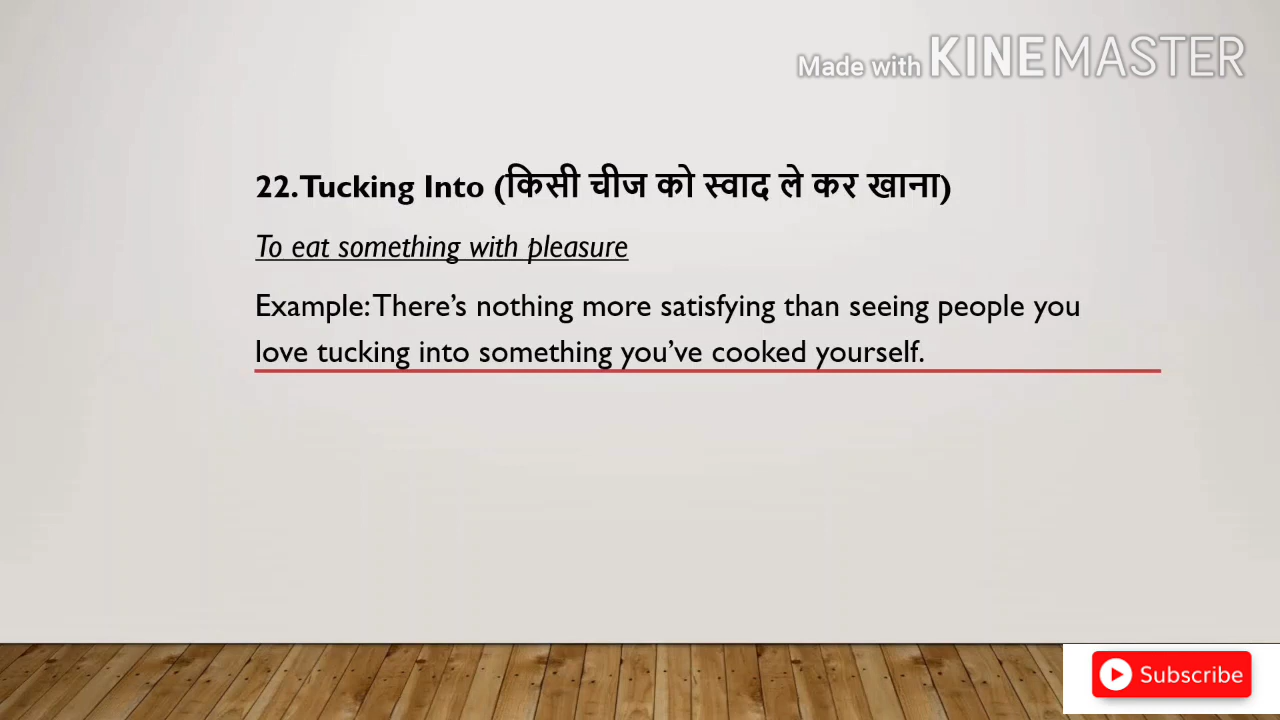 Made with KINEMASTER
22. Tucking Into (किसी चीज को स्वाद ले कर खाना)
To eat something with pleasure
Example: There’s nothing more satisfying than seeing people you
love tucking into something you’ve cooked yourself.
Subscribe